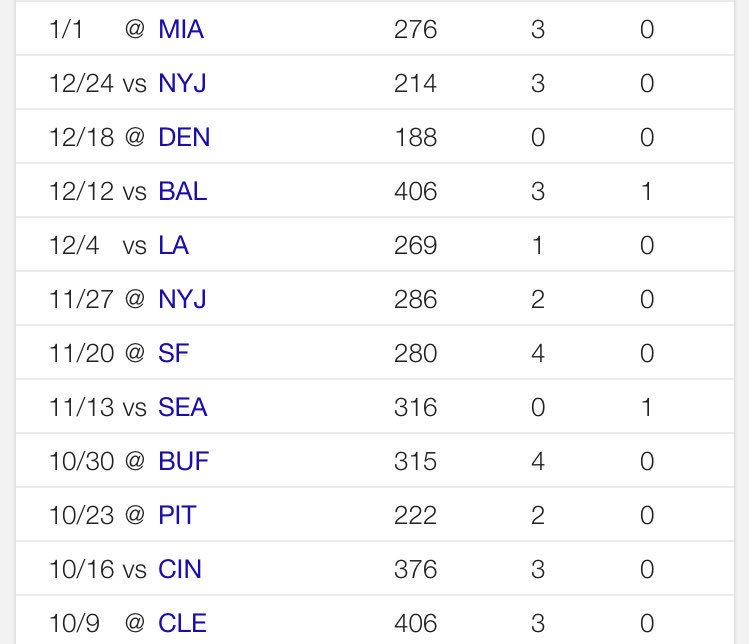 1/1 @ MIA 276 3 0
12/24 vs NYJ 214 3 0
12/18 @ DEN 188 0 0
12/12 vs BAL 406 3 1
12/4 vs LA 269 1 0
11/27 @ NYJ 286 2 0
11/20 @ SF 280 4 0
11/13 vs SEA 316 0 1
10/30 @ BUF 315 4 0
10/23 @ PIT 222 2 0
10/16 vs CIN 376 3 0
10/9 @ CLE 406 3 0